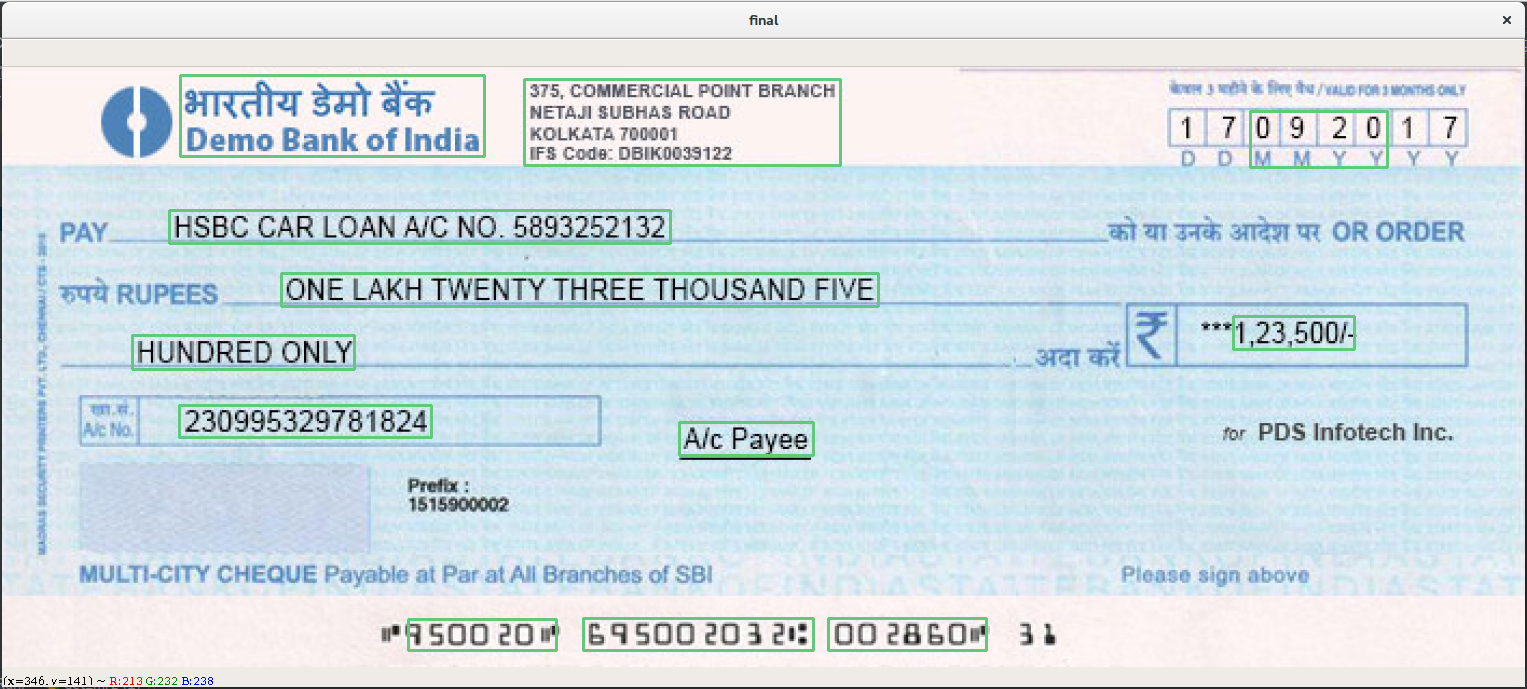 final ×
भारतीय डेमो बैंक
Demo Bank of India
375, COMMERCIAL POINT BRANCH
NETAJI SUBHAS ROAD
KOLKATA 700001
IFS Code: DBIK0039122
केवल 3 महीने के लिए वैध / VALID FOR 3 MONTHS ONLY
1 7 0 9 2 0 1 7
D D M M Y Y Y Y
PAY HSBC CAR LOAN A/C NO. 5893252132 को या उनके आदेश पर OR ORDER
रुपये RUPEES ONE LAKH TWENTY THREE THOUSAND FIVE
HUNDRED ONLY अदा करें ₹ ***1,23,500/-
खा.सं.
A/c No. 230995329781824
A/c Payee
for PDS Infotech Inc.
Prefix :
1515900002
MADRAS SECURITY PRINTERS PVT. LTD., CHENNAI / CTS - 2010
MULTI-CITY CHEQUE Payable at Par at All Branches of SBI
Please sign above
⑈950020⑈ 695002032⑆ 002860⑈ 31
(x=346, y=141) ~ R:213 G:232 B:238